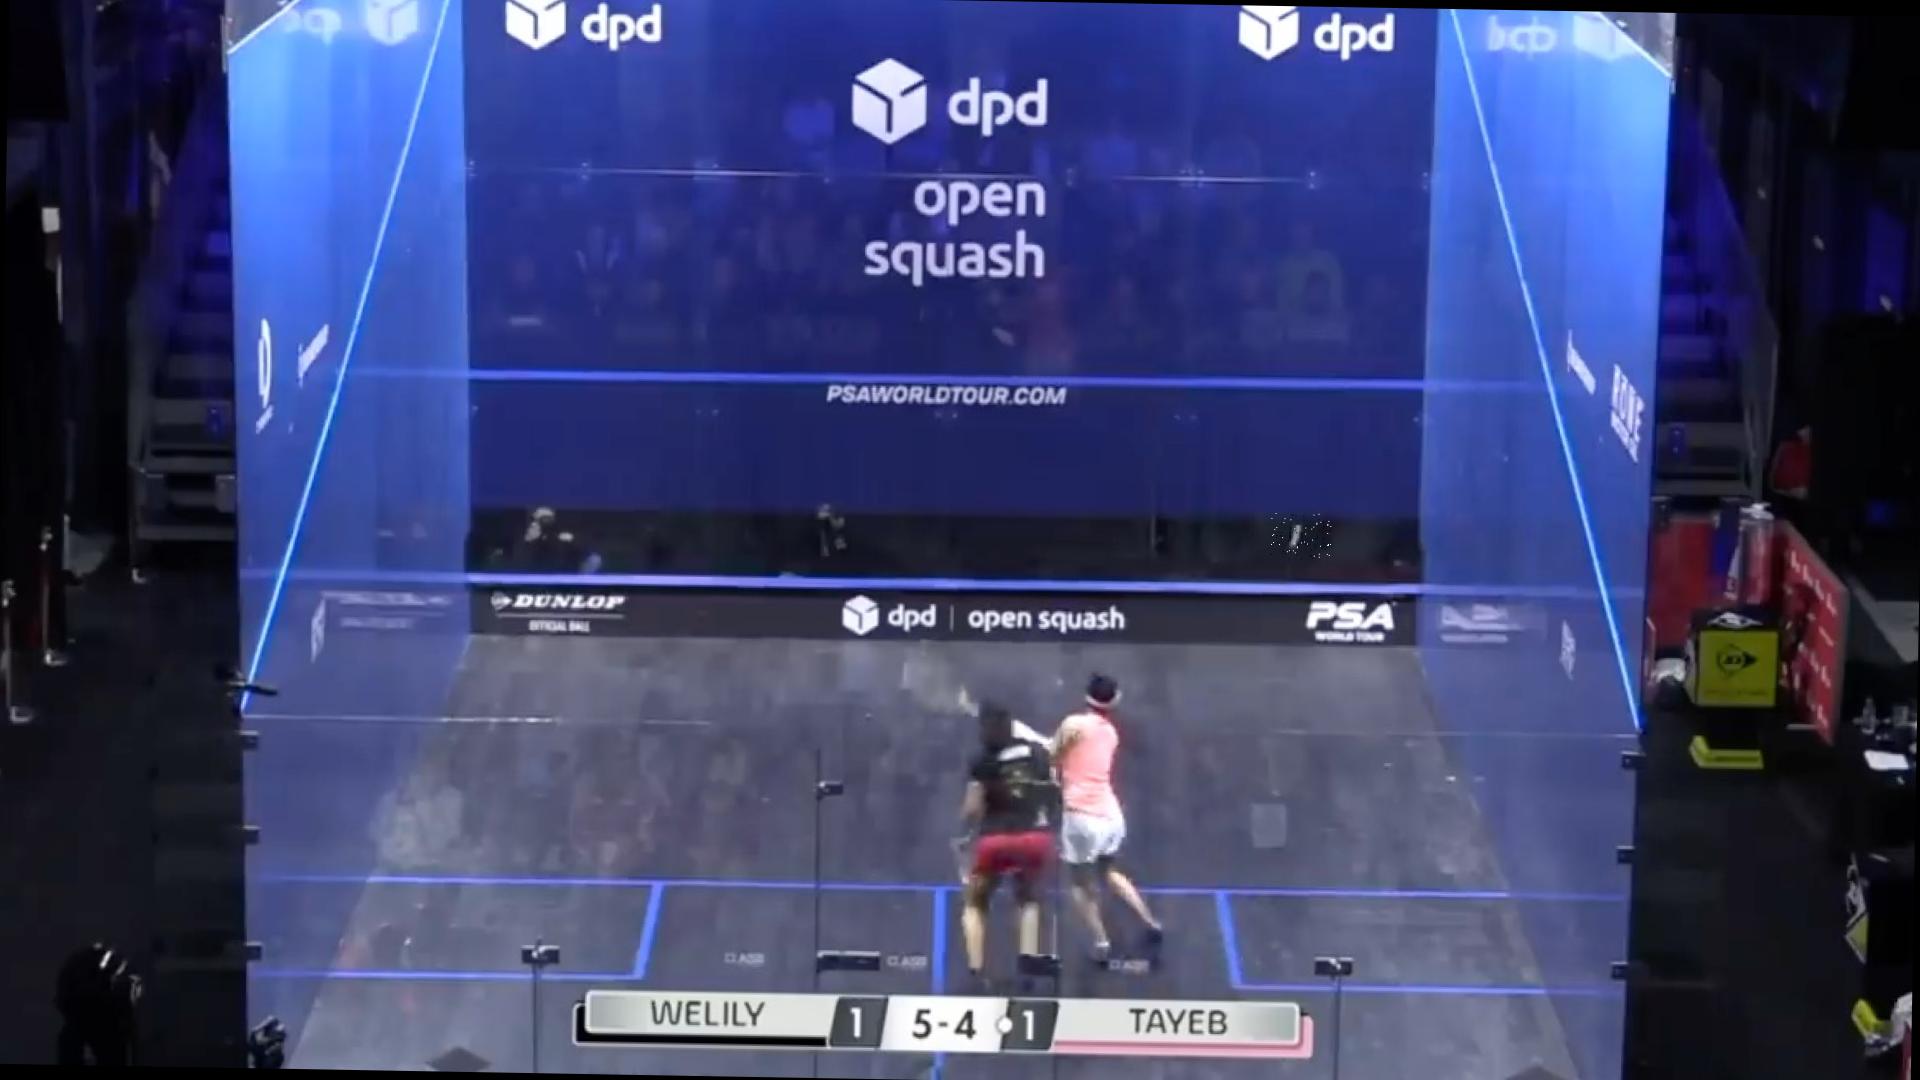 dpd
dpd
dpd
open
squash
PSAWORLDTOUR.COM
DUNLOP
OFFICIAL BALL
dpd | open squash
PSA
WORLD TOUR
WELILY 1 5-4 1 TAYEB